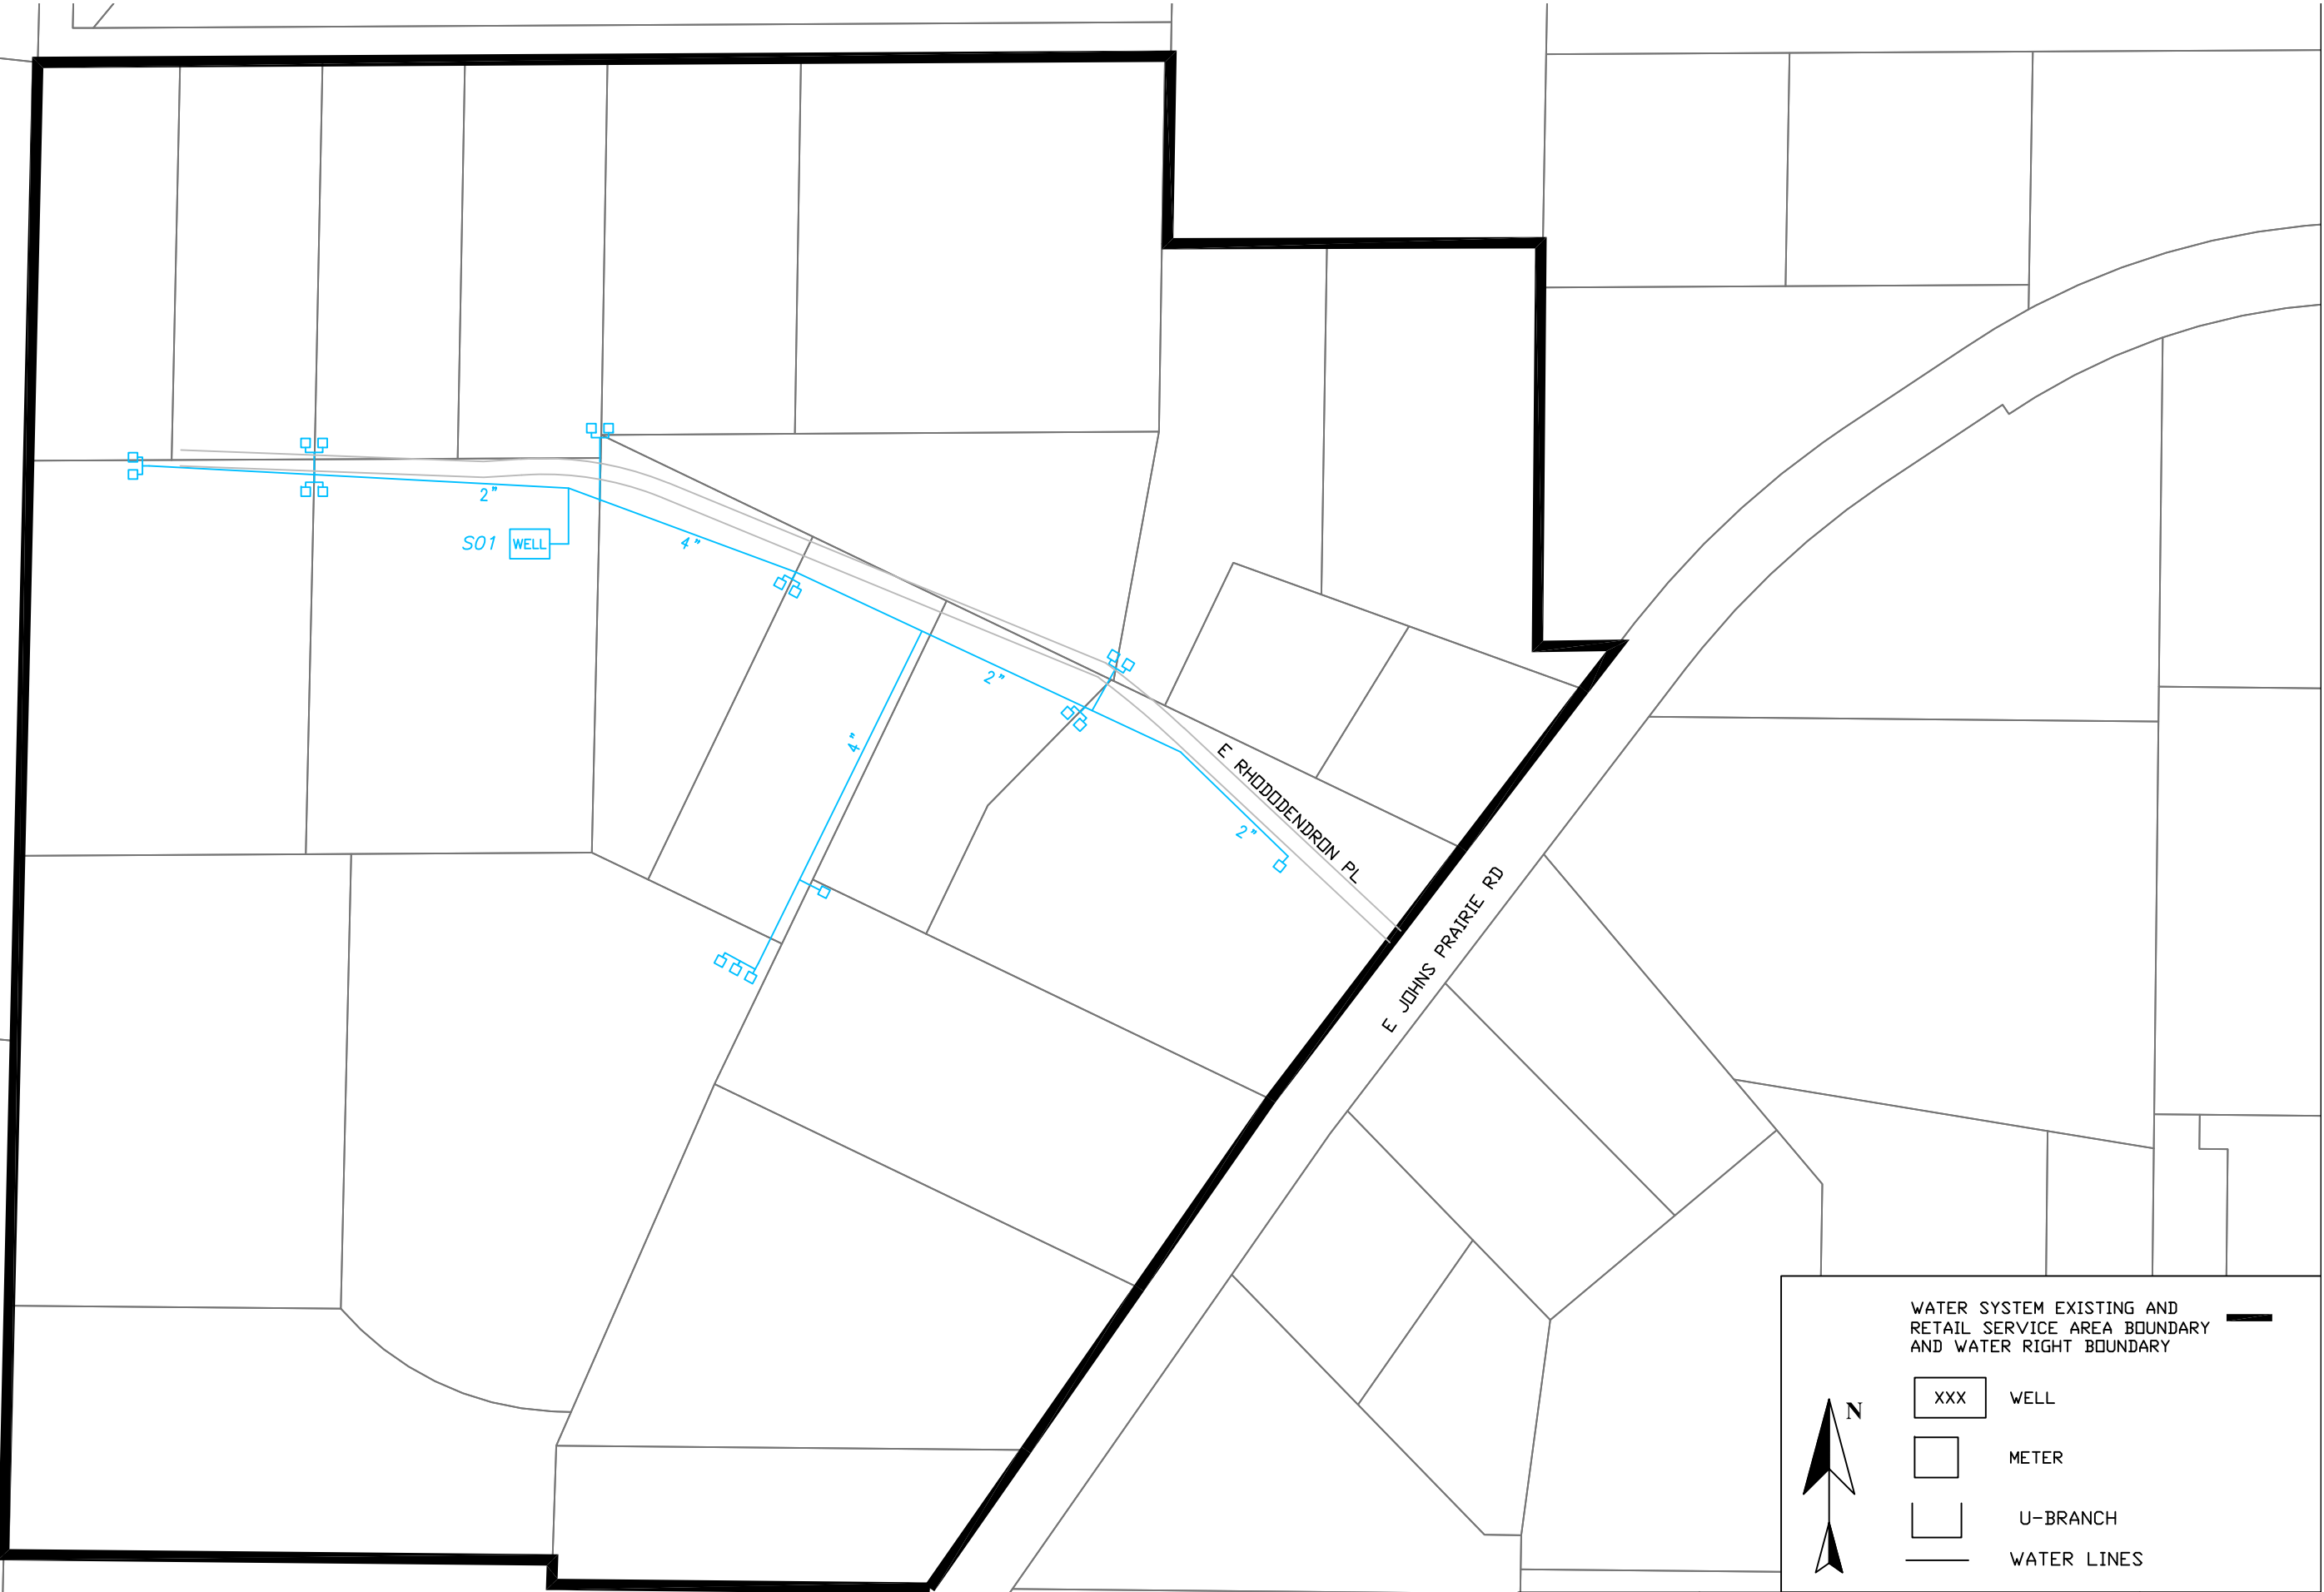 2"
S01
WELL
4"
2"
4"
E RHODODENDRON PL
2"
E JOHNS PRAIRIE RD
WATER SYSTEM EXISTING AND
RETAIL SERVICE AREA BOUNDARY
AND WATER RIGHT BOUNDARY
N
XXX
WELL
METER
U-BRANCH
WATER LINES